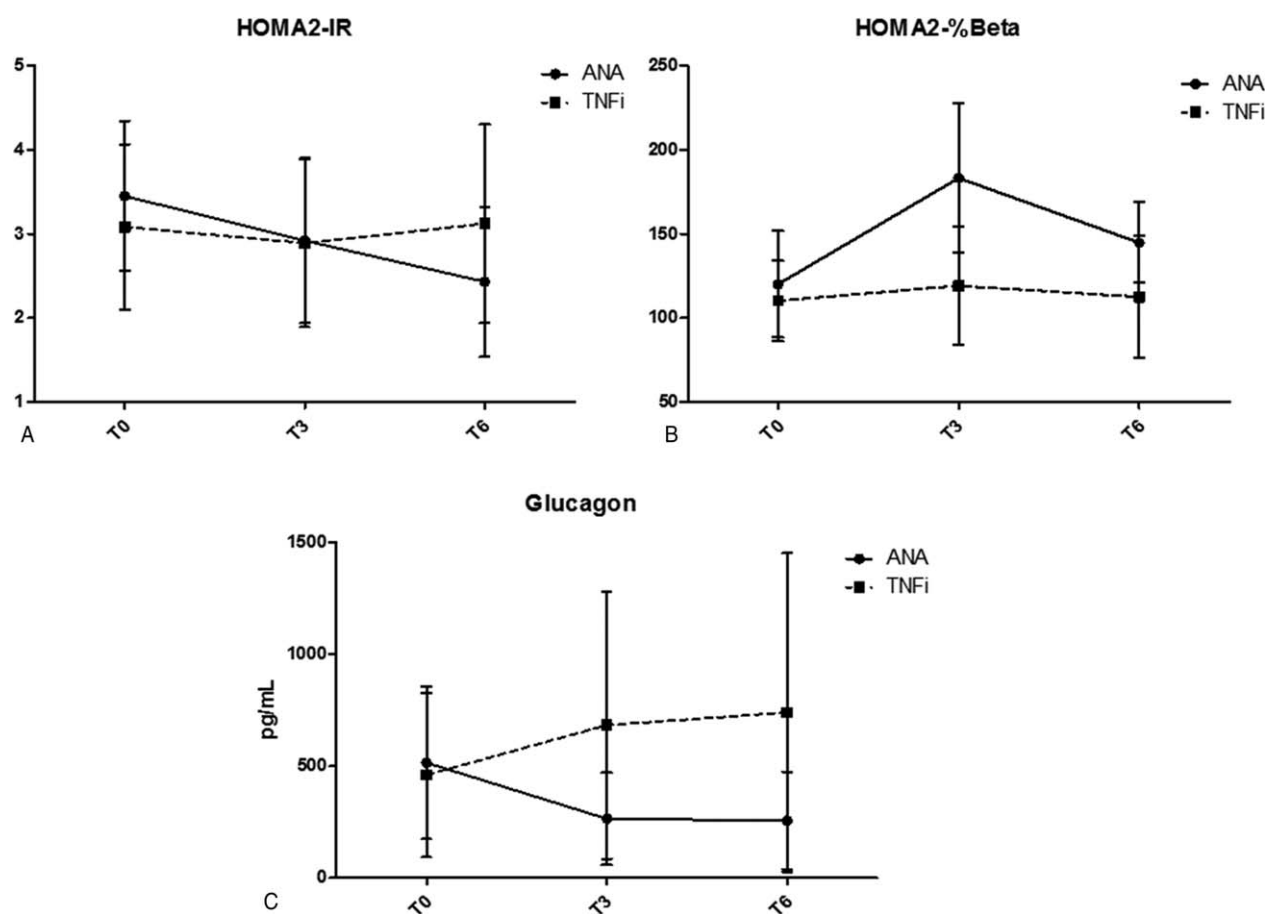 HOMA2-IR
5
4
3
2
1
ANA
TNFi
T0
T3
T6
A
HOMA2-%Beta
250
200
150
100
50
ANA
TNFi
T0
T3
T6
B
Glucagon
1500
1000
500
0
pg/mL
ANA
TNFi
T0
T3
T6
C